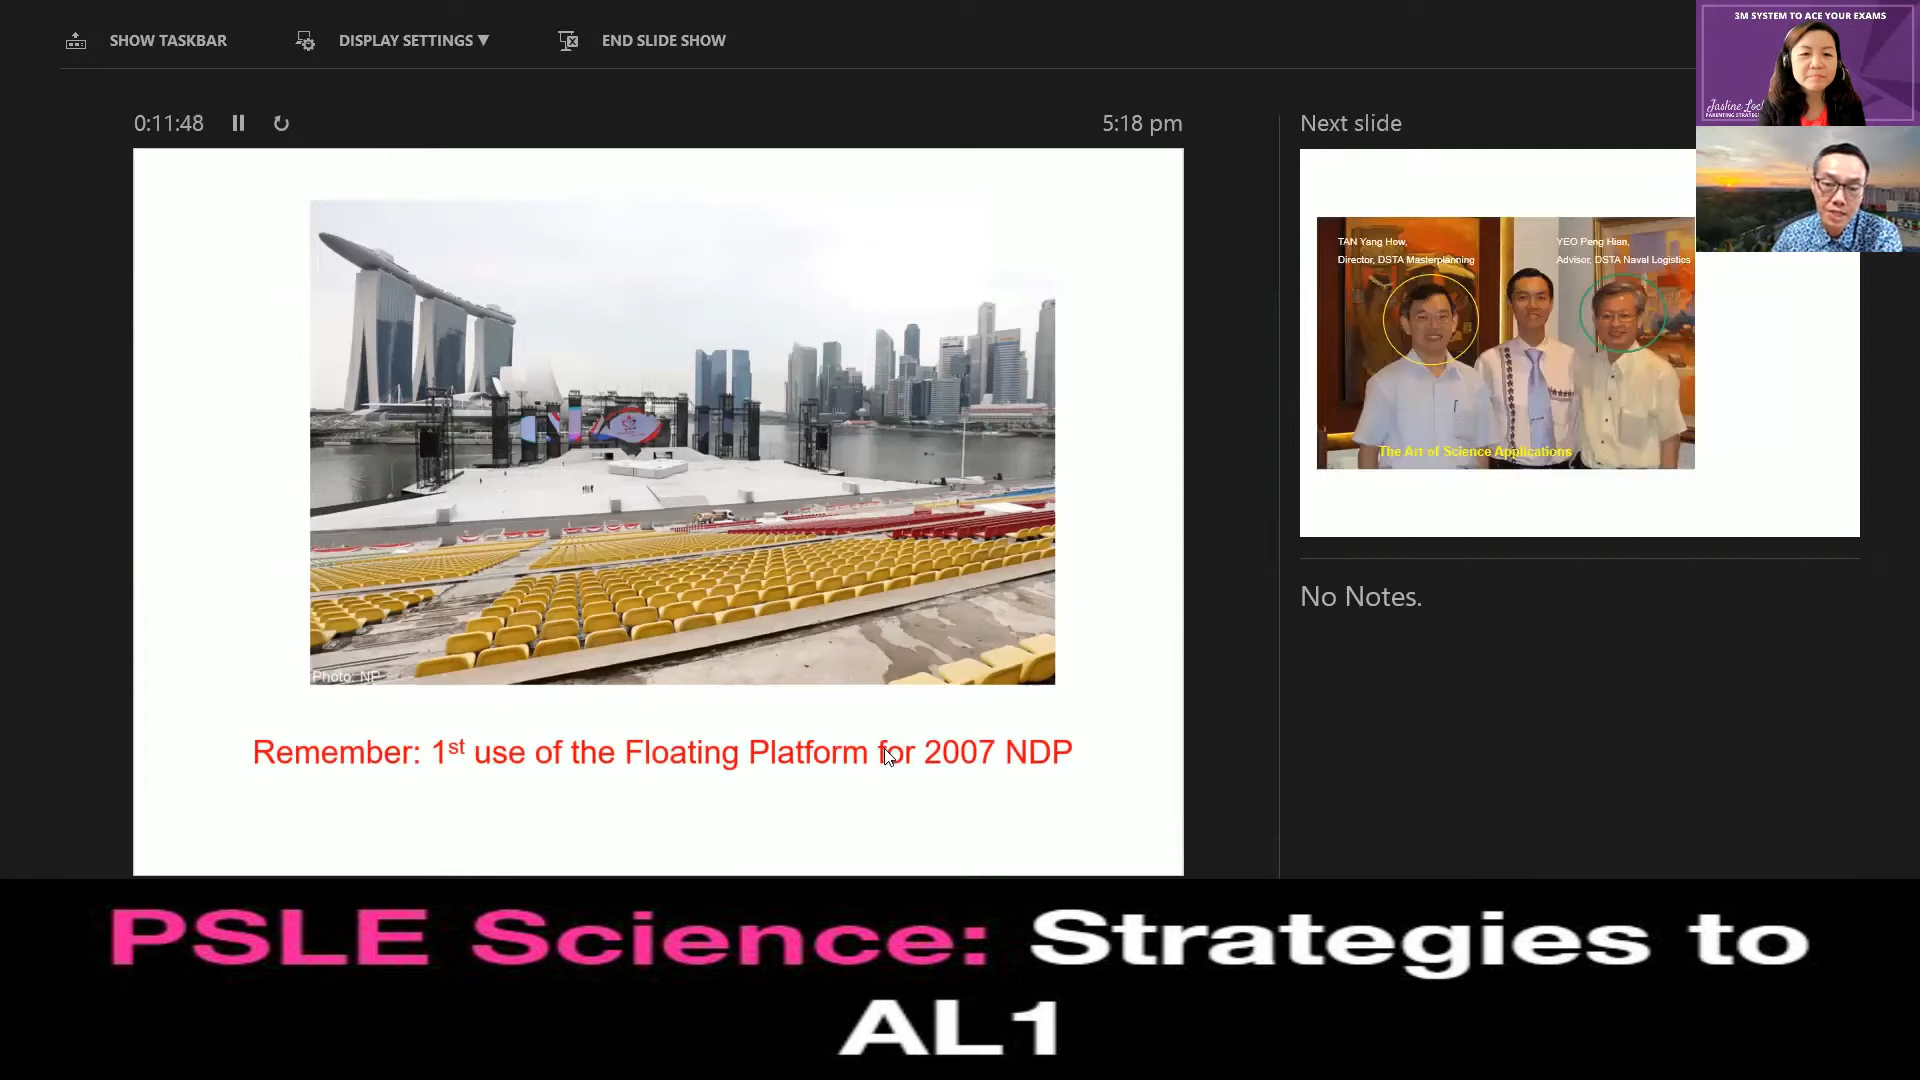 SHOW TASKBAR
DISPLAY SETTINGS ▼
END SLIDE SHOW
3M SYSTEM TO ACE YOUR EXAMS
PARENTING STRATEG
0:11:48
5:18 pm
Next slide
Photo: NP
Remember: 1st use of the Floating Platform for 2007 NDP
TAN Yang How,
Director, DSTA Masterplanning
YEO Peng Hian,
Advisor, DSTA Naval Logistics
The Art of Science Applications
No Notes.
PSLE Science: Strategies to
AL1